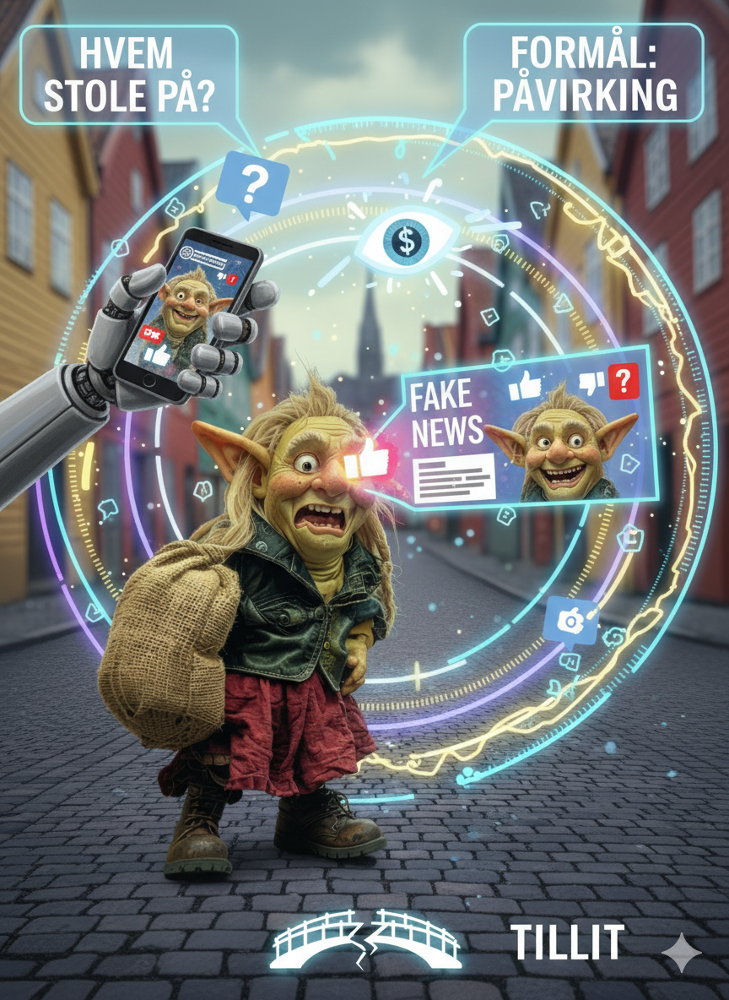 HVEM
STOLE PÅ?
FORMÅL:
PÅVIRKING
?
$
FAKE
NEWS
?
TILLIT